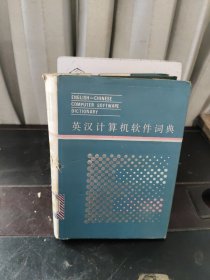 ENGLISH—CHINESE
COMPUTER SOFTWARE
DICTIONARY
英汉计算机软件词典